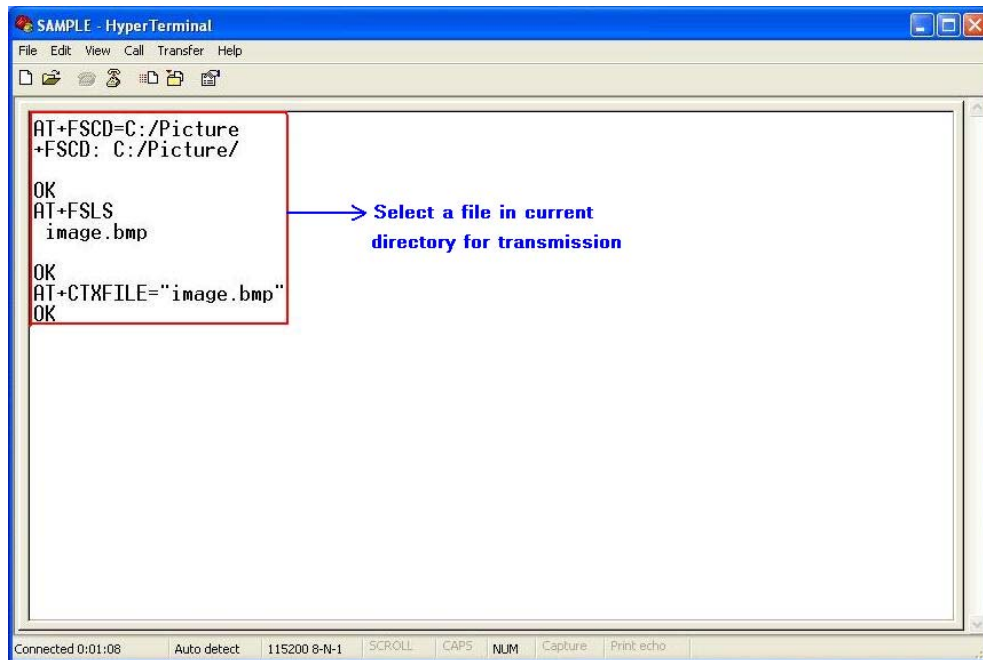 SAMPLE - HyperTerminal
File Edit View Call Transfer Help
AT+FSCD=C:/Picture
+FSCD: C:/Picture/
OK
AT+FSLS
image.bmp
OK
AT+CTXFILE="image.bmp"
OK
Select a file in current
directory for transmission
Connected 0:01:08 Auto detect 115200 8-N-1 SCROLL CAPS NUM Capture Print echo